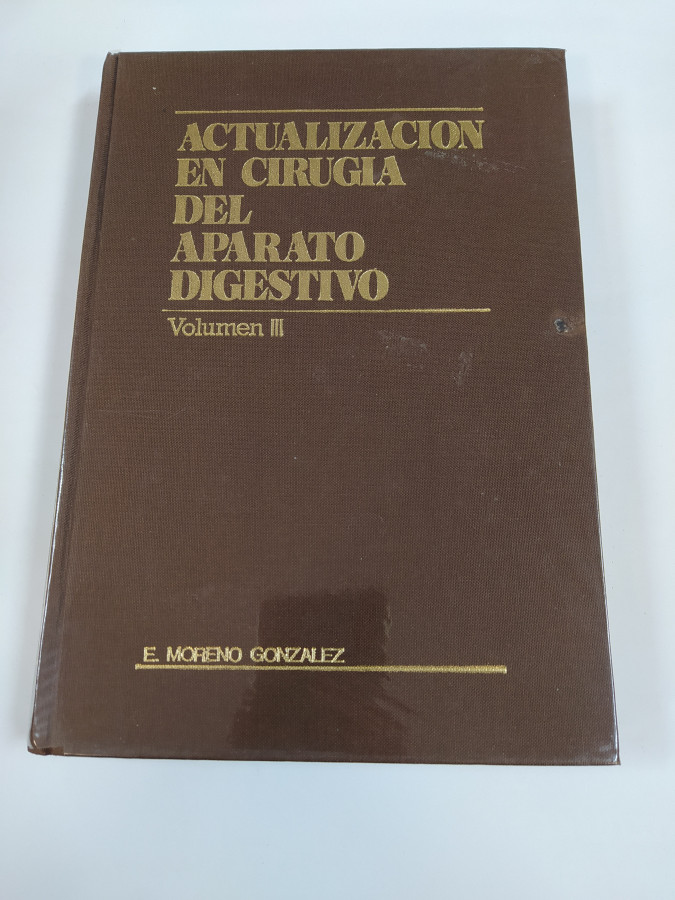 ACTUALIZACION
EN CIRUGIA
DEL
APARATO
DIGESTIVO
Volumen III
E. MORENO GONZALEZ